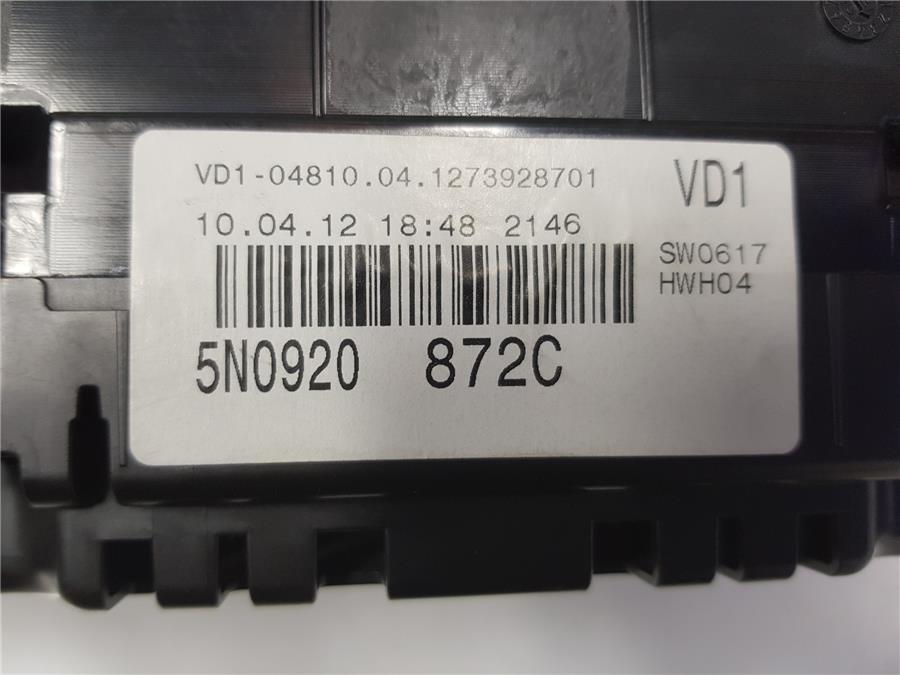 VD1-04810.04.1273928701
VD1
10.04.12 18:48 2146
SW0617
HWH04
5N0920 872C